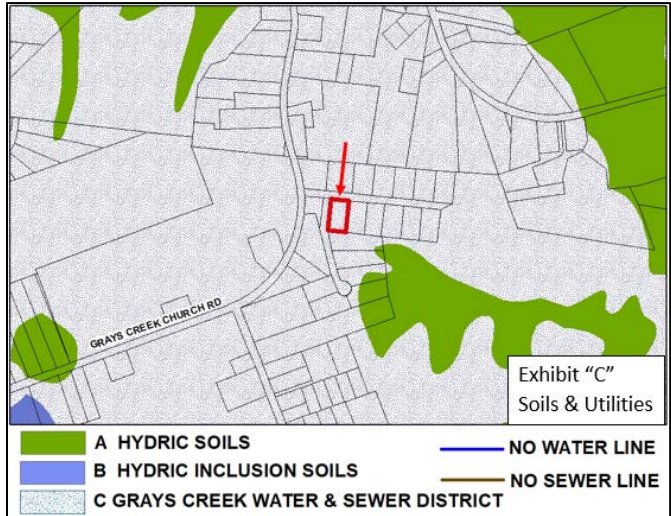 GRAYS CREEK CHURCH RD
Exhibit "C"
Soils & Utilities
A HYDRIC SOILS
B HYDRIC INCLUSION SOILS
C GRAYS CREEK WATER & SEWER DISTRICT
NO WATER LINE
NO SEWER LINE